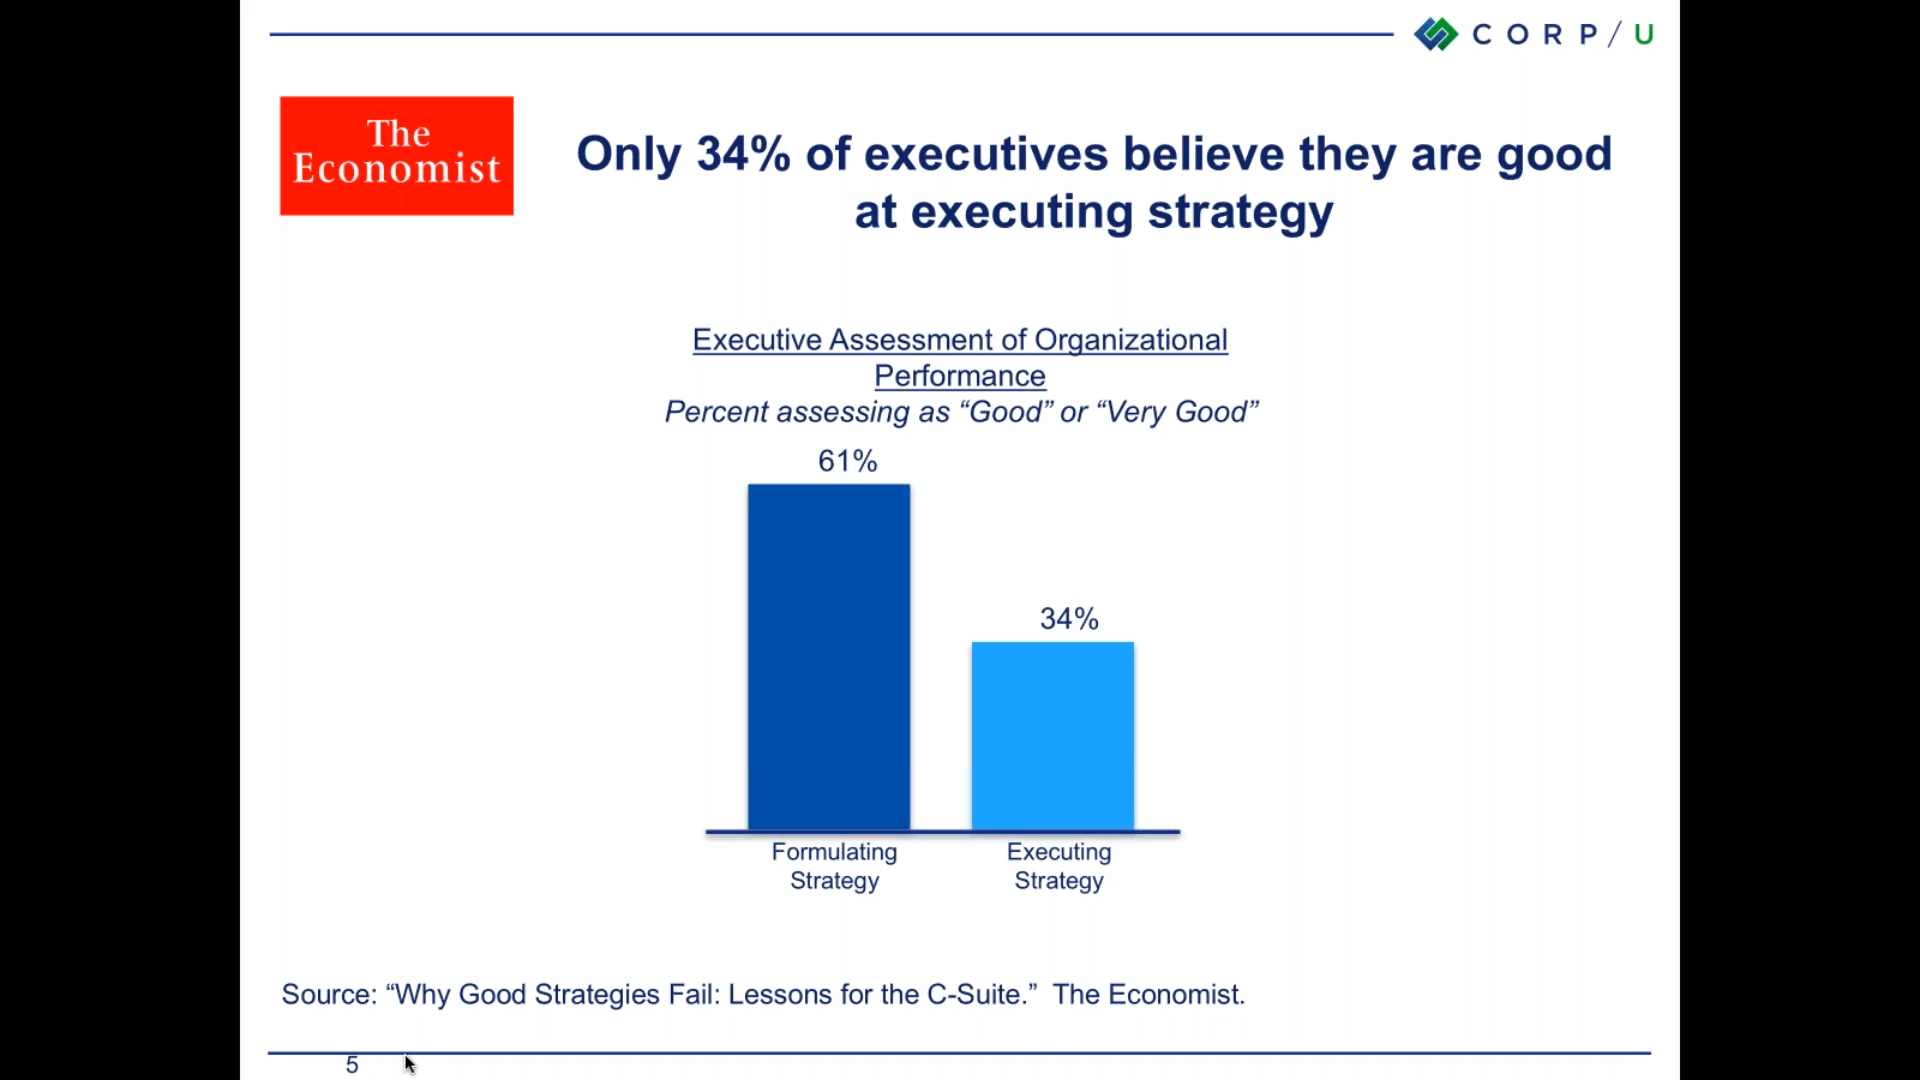 CORP/U
The
Economist
Only 34% of executives believe they are good
at executing strategy
Executive Assessment of Organizational
Performance
Percent assessing as “Good” or “Very Good”
61%
34%
Formulating
Strategy
Executing
Strategy
Source: “Why Good Strategies Fail: Lessons for the C-Suite.”  The Economist.
5